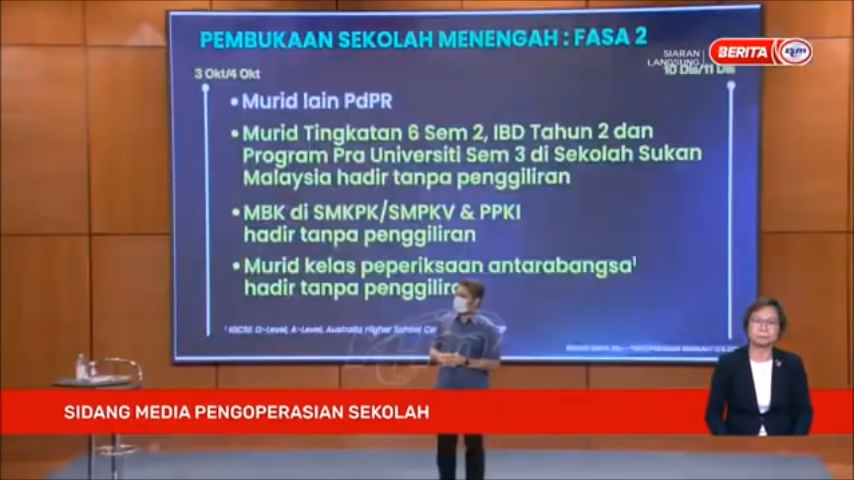 PEMBUKAAN SEKOLAH MENENGAH : FASA 2
SIARAN
LANGSUNG
BERITA rtm
3 Okt/4 Okt
10 Dis/11 Dis
• Murid lain PdPR
• Murid Tingkatan 6 Sem 2, IBD Tahun 2 dan
Program Pra Universiti Sem 3 di Sekolah Sukan
Malaysia hadir tanpa penggiliran
• MBK di SMKPK/SMPKV & PPKI
hadir tanpa penggiliran
• Murid kelas peperiksaan antarabangsa¹
hadir tanpa penggiliran
A-Level, Australia Higher School
SIDANG MEDIA PENGOPERASIAN SEKOLAH